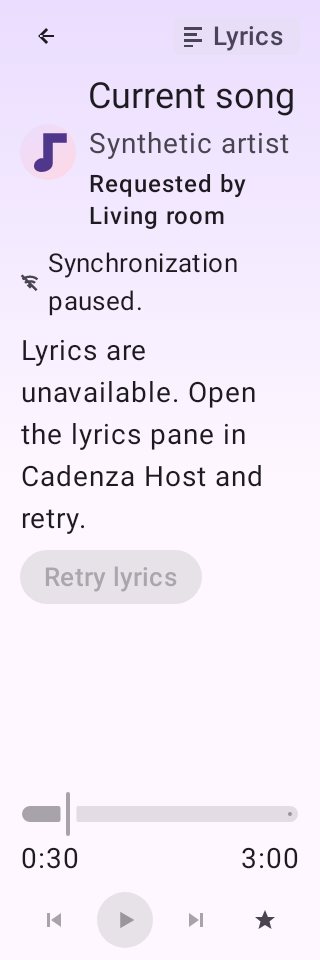 Lyrics
Current song
Synthetic artist
Requested by
Living room
Synchronization
paused.
Lyrics are
unavailable. Open
the lyrics pane in
Cadenza Host and
retry.
Retry lyrics
0:30 3:00